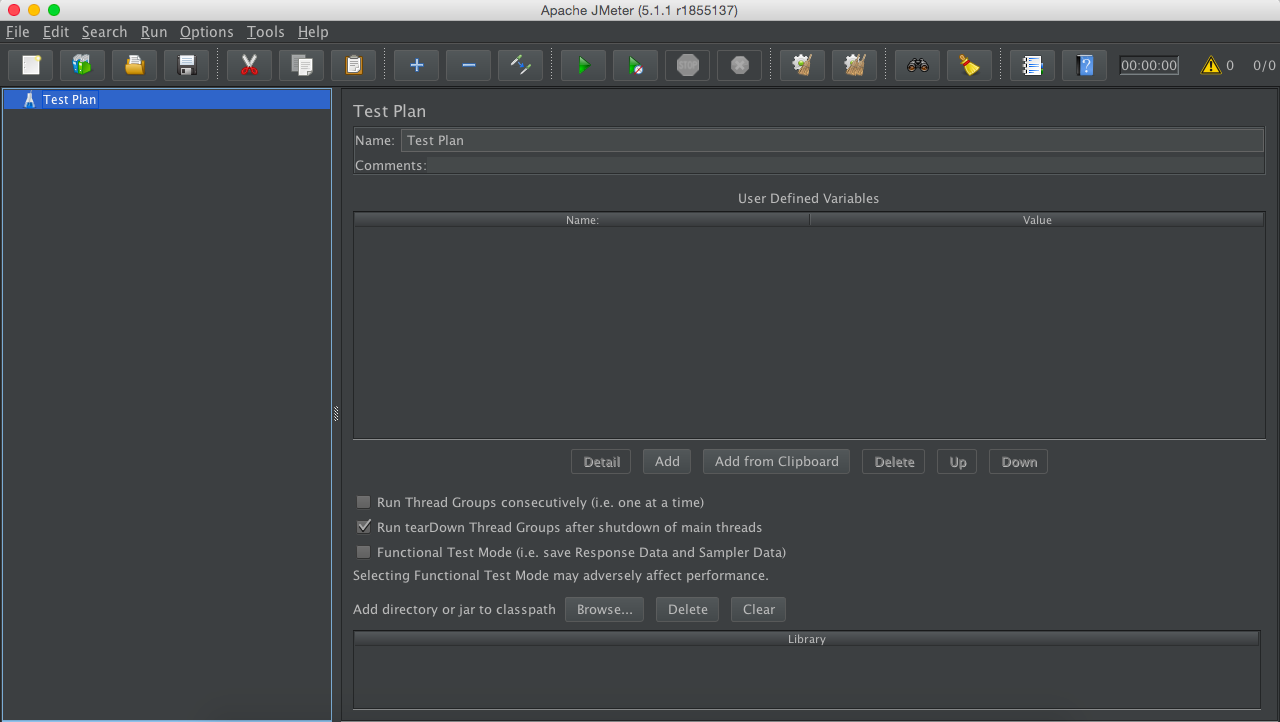 Apache JMeter (5.1.1 r1855137)
File Edit Search Run Options Tools Help
STOP 00:00:00 0 0/0
Test Plan
Test Plan
Name: Test Plan
Comments:
User Defined Variables
Name: Value
Detail Add Add from Clipboard Delete Up Down
Run Thread Groups consecutively (i.e. one at a time)
Run tearDown Thread Groups after shutdown of main threads
Functional Test Mode (i.e. save Response Data and Sampler Data)
Selecting Functional Test Mode may adversely affect performance.
Add directory or jar to classpath Browse... Delete Clear
Library